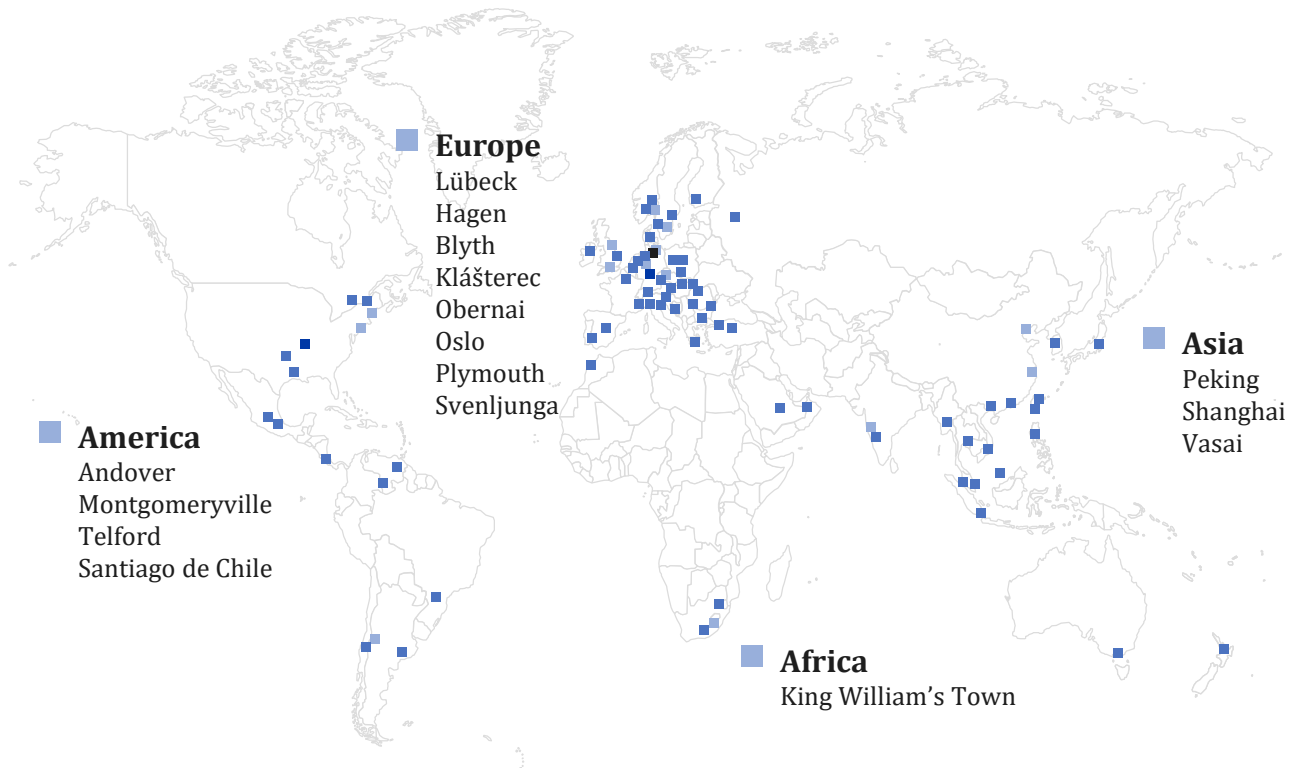 Europe
Lübeck
Hagen
Blyth
Klášterec
Obernai
Oslo
Plymouth
Svenljunga
Asia
Peking
Shanghai
Vasai
America
Andover
Montgomeryville
Telford
Santiago de Chile
Africa
King William’s Town